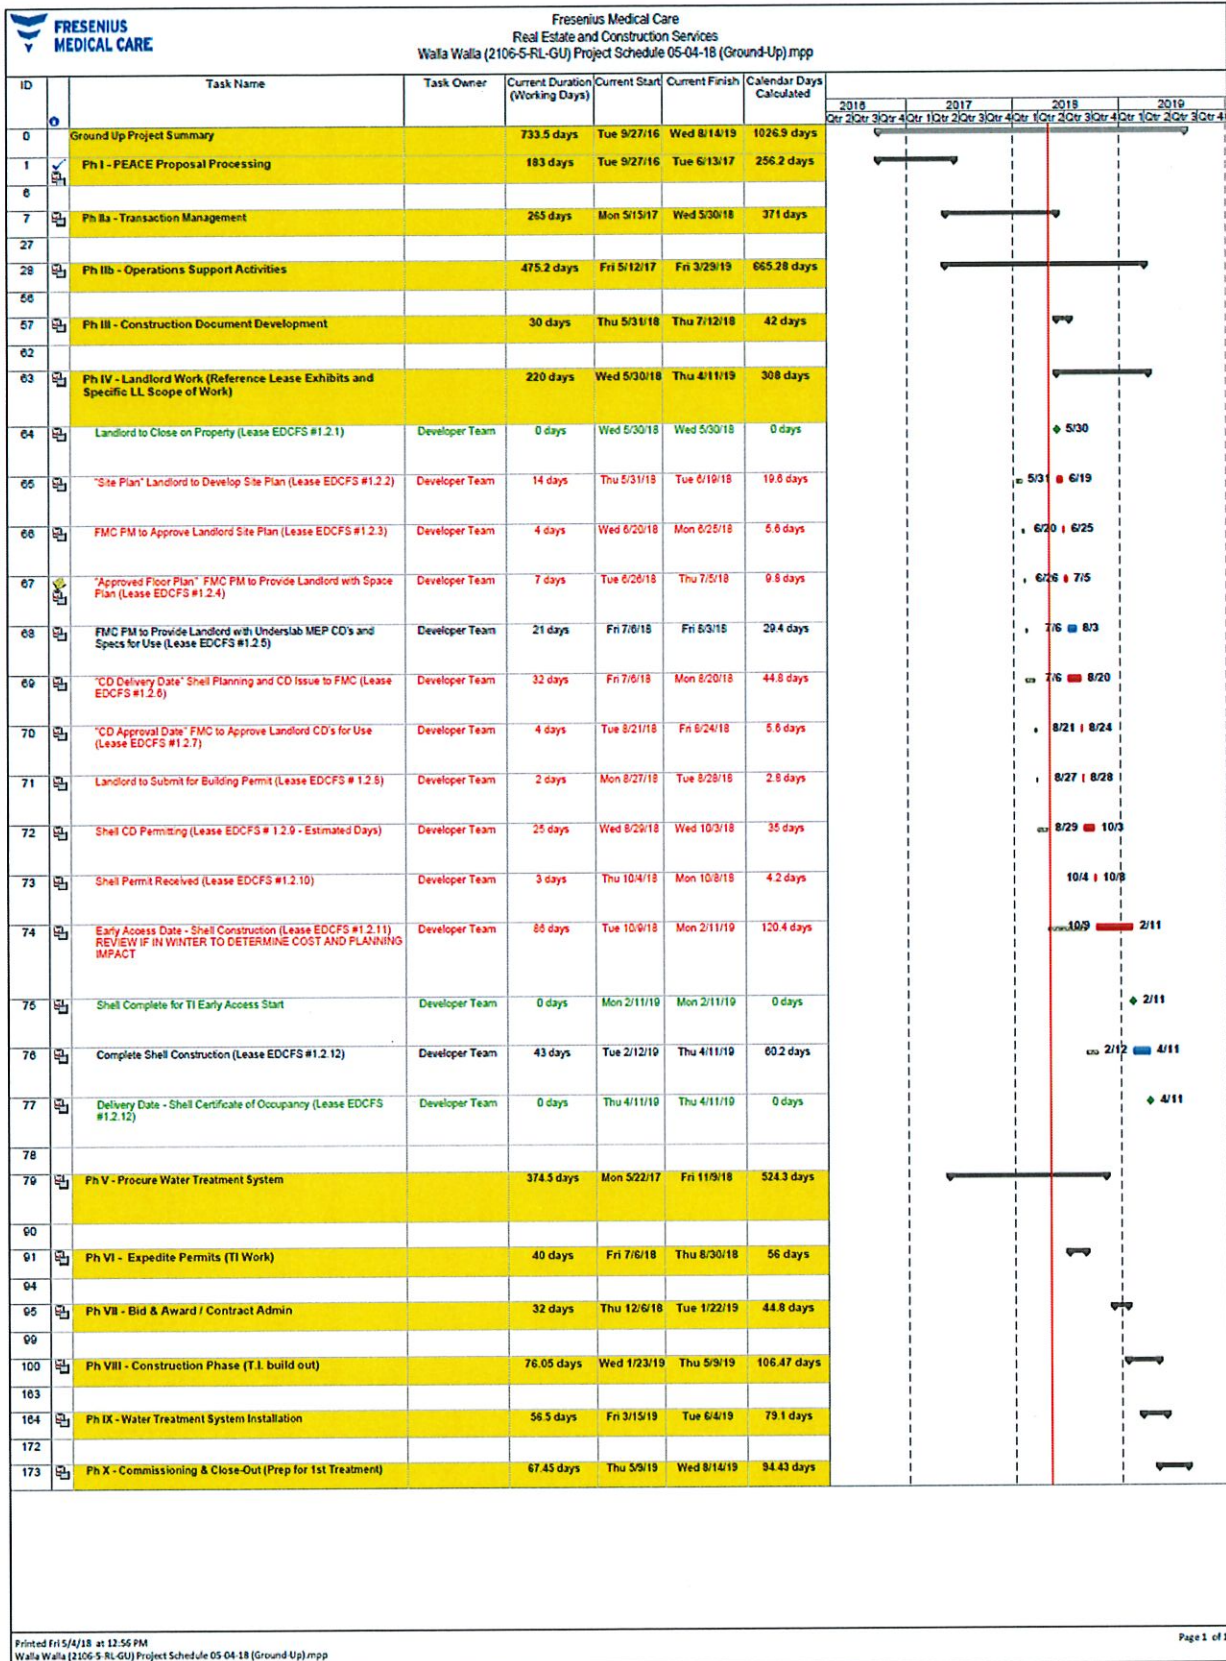 FRESENIUS
MEDICAL CARE
Fresenius Medical Care
Real Estate and Construction Services
Walla Walla (2106-5-RL-GU) Project Schedule 05-04-18 (Ground-Up).mpp
ID Task Name Task Owner Current Duration Current Start Current Finish Calendar Days
(Working Days) Calculated
2016 2017 2018 2019
Qtr 2 Qtr 3 Qtr 4 Qtr 1 Qtr 2 Qtr 3 Qtr 4 Qtr 1 Qtr 2 Qtr 3 Qtr 4 Qtr 1 Qtr 2 Qtr 3 Qtr 4
0 Ground Up Project Summary 733.5 days Tue 9/27/16 Wed 8/14/19 1026.9 days
1 Ph I - PEACE Proposal Processing 183 days Tue 9/27/16 Tue 6/13/17 256.2 days
6
7 Ph IIa - Transaction Management 265 days Mon 5/15/17 Wed 5/30/18 371 days
27
28 Ph IIb - Operations Support Activities 475.2 days Fri 5/12/17 Fri 3/29/19 665.28 days
56
57 Ph III - Construction Document Development 30 days Thu 5/31/18 Thu 7/12/18 42 days
62
63 Ph IV - Landlord Work (Reference Lease Exhibits and 220 days Wed 5/30/18 Thu 4/11/19 308 days
Specific LL Scope of Work)
64 Landlord to Close on Property (Lease EDCFS #1.2.1) Developer Team 0 days Wed 5/30/18 Wed 5/30/18 0 days 5/30
65 "Site Plan" Landlord to Develop Site Plan (Lease EDCFS #1.2.2) Developer Team 14 days Thu 5/31/18 Tue 6/19/18 19.6 days 5/31 6/19
66 FMC PM to Approve Landlord Site Plan (Lease EDCFS #1.2.3) Developer Team 4 days Wed 6/20/18 Mon 6/25/18 5.6 days 6/20 6/25
67 "Approved Floor Plan" FMC PM to Provide Landlord with Space Developer Team 7 days Tue 6/26/18 Thu 7/5/18 9.8 days 6/26 7/5
Plan (Lease EDCFS #1.2.4)
68 FMC PM to Provide Landlord with Underslab MEP CD's and Developer Team 21 days Fri 7/6/18 Fri 8/3/18 29.4 days 7/6 8/3
Specs for Use (Lease EDCFS #1.2.5)
69 "CD Delivery Date" Shell Planning and CD Issue to FMC (Lease Developer Team 32 days Fri 7/6/18 Mon 8/20/18 44.8 days 7/6 8/20
EDCFS #1.2.6)
70 "CD Approval Date" FMC to Approve Landlord CD's for Use Developer Team 4 days Tue 8/21/18 Fri 8/24/18 5.6 days 8/21 8/24
(Lease EDCFS #1.2.7)
71 Landlord to Submit for Building Permit (Lease EDCFS # 1.2.8) Developer Team 2 days Mon 8/27/18 Tue 8/28/18 2.8 days 8/27 8/28
72 Shell CD Permitting (Lease EDCFS # 1.2.9 - Estimated Days) Developer Team 25 days Wed 8/29/18 Wed 10/3/18 35 days 8/29 10/3
73 Shell Permit Received (Lease EDCFS #1.2.10) Developer Team 3 days Thu 10/4/18 Mon 10/8/18 4.2 days 10/4 10/8
74 Early Access Date - Shell Construction (Lease EDCFS #1.2.11) Developer Team 86 days Tue 10/9/18 Mon 2/11/19 120.4 days 10/9 2/11
REVIEW IF IN WINTER TO DETERMINE COST AND PLANNING
IMPACT
75 Shell Complete for TI Early Access Start Developer Team 0 days Mon 2/11/19 Mon 2/11/19 0 days 2/11
76 Complete Shell Construction (Lease EDCFS #1.2.12) Developer Team 43 days Tue 2/12/19 Thu 4/11/19 60.2 days 2/12 4/11
77 Delivery Date - Shell Certificate of Occupancy (Lease EDCFS Developer Team 0 days Thu 4/11/19 Thu 4/11/19 0 days 4/11
#1.2.12)
78
79 Ph V - Procure Water Treatment System 374.5 days Mon 5/22/17 Fri 11/9/18 524.3 days
90
91 Ph VI - Expedite Permits (TI Work) 40 days Fri 7/6/18 Thu 8/30/18 56 days
94
95 Ph VII - Bid & Award / Contract Admin 32 days Thu 12/6/18 Tue 1/22/19 44.8 days
99
100 Ph VIII - Construction Phase (T.I. build out) 76.05 days Wed 1/23/19 Thu 5/9/19 106.47 days
163
164 Ph IX - Water Treatment System Installation 56.5 days Fri 3/15/19 Tue 6/4/19 79.1 days
172
173 Ph X - Commissioning & Close-Out (Prep for 1st Treatment) 67.45 days Thu 5/9/19 Wed 8/14/19 94.43 days
Printed Fri 5/4/18 at 12:56 PM
Walla Walla (2106-5-RL-GU) Project Schedule 05-04-18 (Ground-Up).mpp
Page 1 of 1